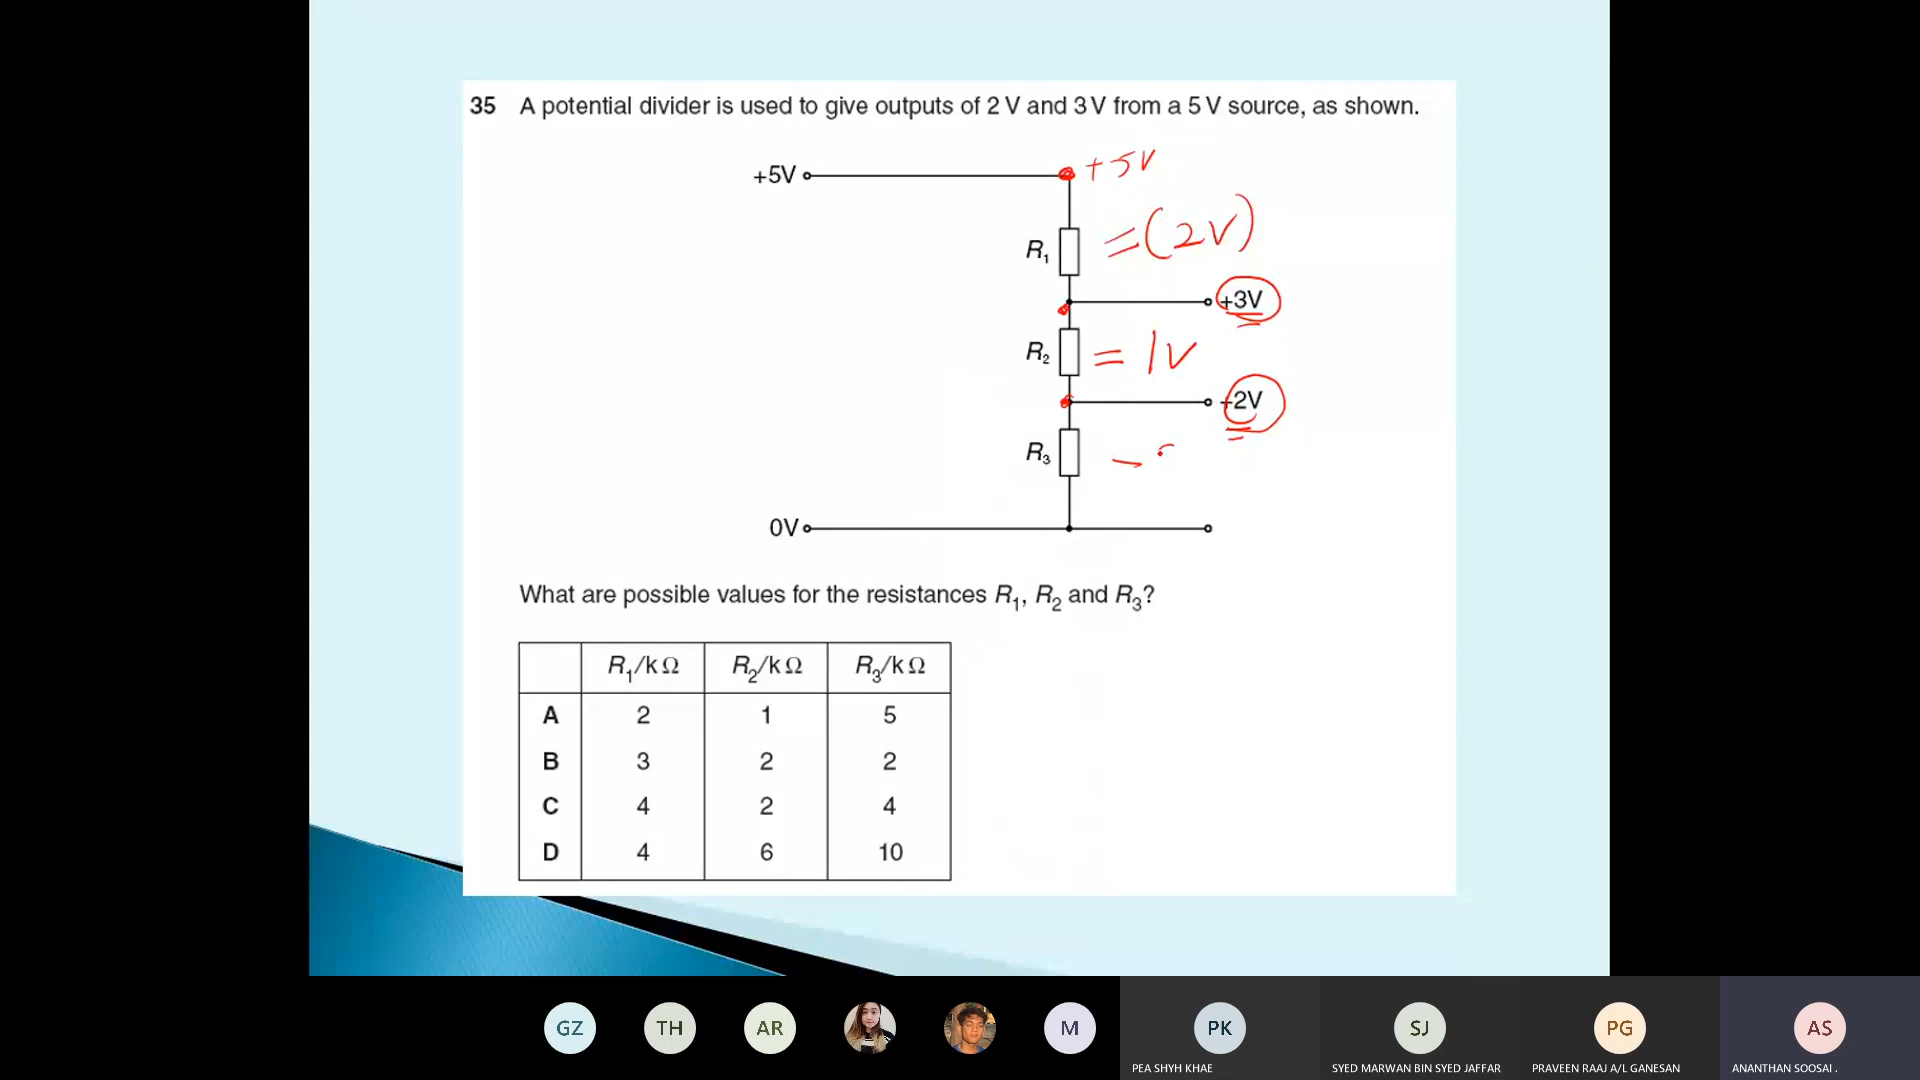 35 A potential divider is used to give outputs of 2 V and 3 V from a 5 V source, as shown.
+5V
+5V
R1
=(2V)
+3V
R2
= 1V
+2V
R3
0V
What are possible values for the resistances R1, R2 and R3?
R1/kΩ R2/kΩ R3/kΩ
A 2 1 5
B 3 2 2
C 4 2 4
D 4 6 10
GZ TH AR M PK SJ PG AS
PEA SHYH KHAE SYED MARWAN BIN SYED JAFFAR PRAVEEN RAAJ A/L GANESAN ANANTHAN SOOSAI .